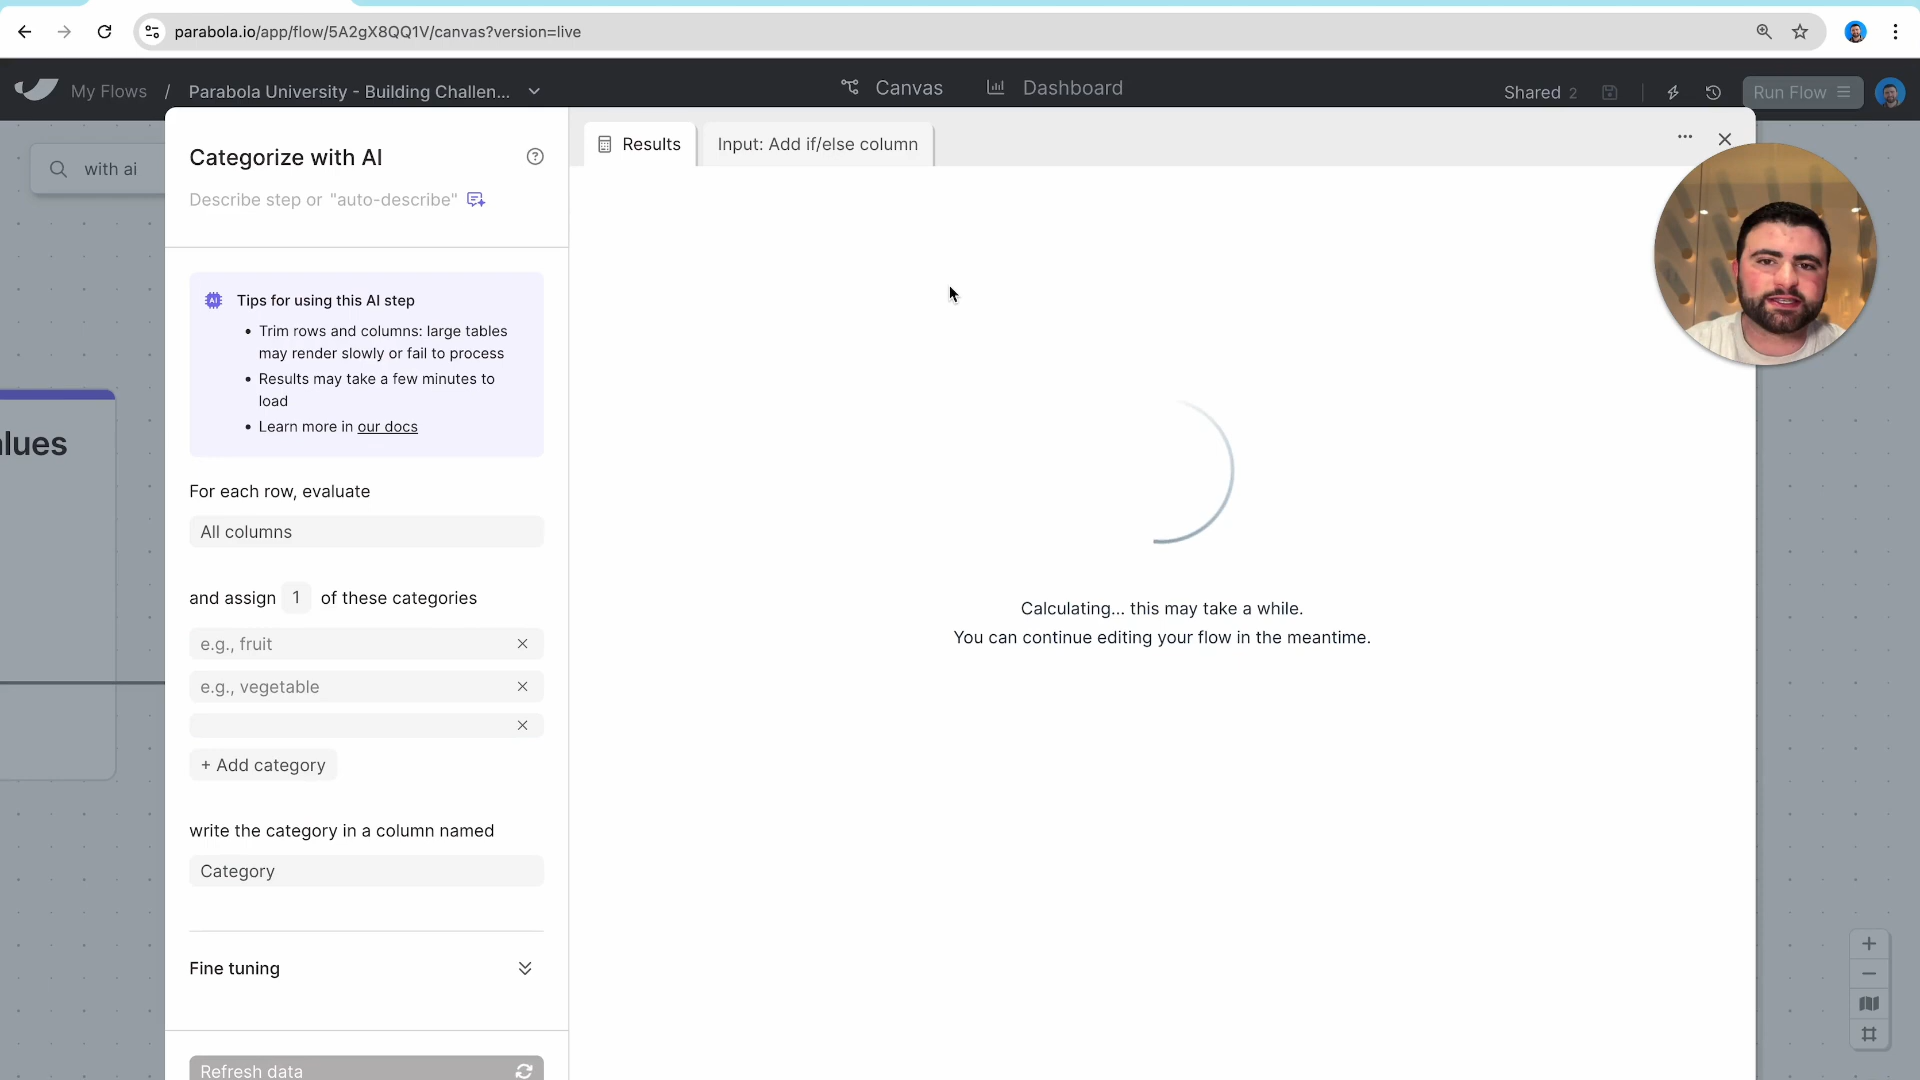 parabola.io/app/flow/5A2gX8QQ1V/canvas?version=live
My Flows / Parabola University - Building Challen...
Canvas
Dashboard
Shared 2
Run Flow
with ai
Categorize with AI
Describe step or "auto-describe"
Results
Input: Add if/else column
AI
Tips for using this AI step
• Trim rows and columns: large tables
may render slowly or fail to process
• Results may take a few minutes to
load
• Learn more in our docs
For each row, evaluate
All columns
and assign 1 of these categories
e.g., fruit
e.g., vegetable
+ Add category
write the category in a column named
Category
Fine tuning
Refresh data
Calculating... this may take a while.
You can continue editing your flow in the meantime.